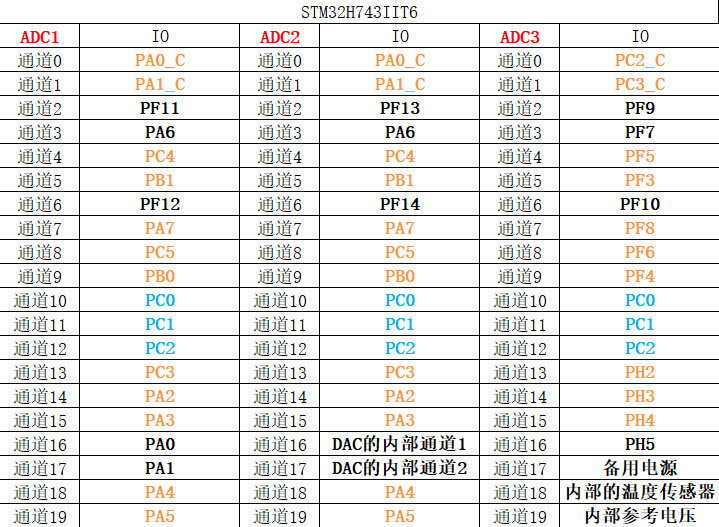 STM32H743IIT6
ADC1 IO ADC2 IO ADC3 IO
通道0 PA0_C 通道0 PA0_C 通道0 PC2_C
通道1 PA1_C 通道1 PA1_C 通道1 PC3_C
通道2 PF11 通道2 PF13 通道2 PF9
通道3 PA6 通道3 PA6 通道3 PF7
通道4 PC4 通道4 PC4 通道4 PF5
通道5 PB1 通道5 PB1 通道5 PF3
通道6 PF12 通道6 PF14 通道6 PF10
通道7 PA7 通道7 PA7 通道7 PF8
通道8 PC5 通道8 PC5 通道8 PF6
通道9 PB0 通道9 PB0 通道9 PF4
通道10 PC0 通道10 PC0 通道10 PC0
通道11 PC1 通道11 PC1 通道11 PC1
通道12 PC2 通道12 PC2 通道12 PC2
通道13 PC3 通道13 PC3 通道13 PH2
通道14 PA2 通道14 PA2 通道14 PH3
通道15 PA3 通道15 PA3 通道15 PH4
通道16 PA0 通道16 DAC的内部通道1 通道16 PH5
通道17 PA1 通道17 DAC的内部通道2 通道17 备用电源
通道18 PA4 通道18 PA4 通道18 内部的温度传感器
通道19 PA5 通道19 PA5 通道19 内部参考电压